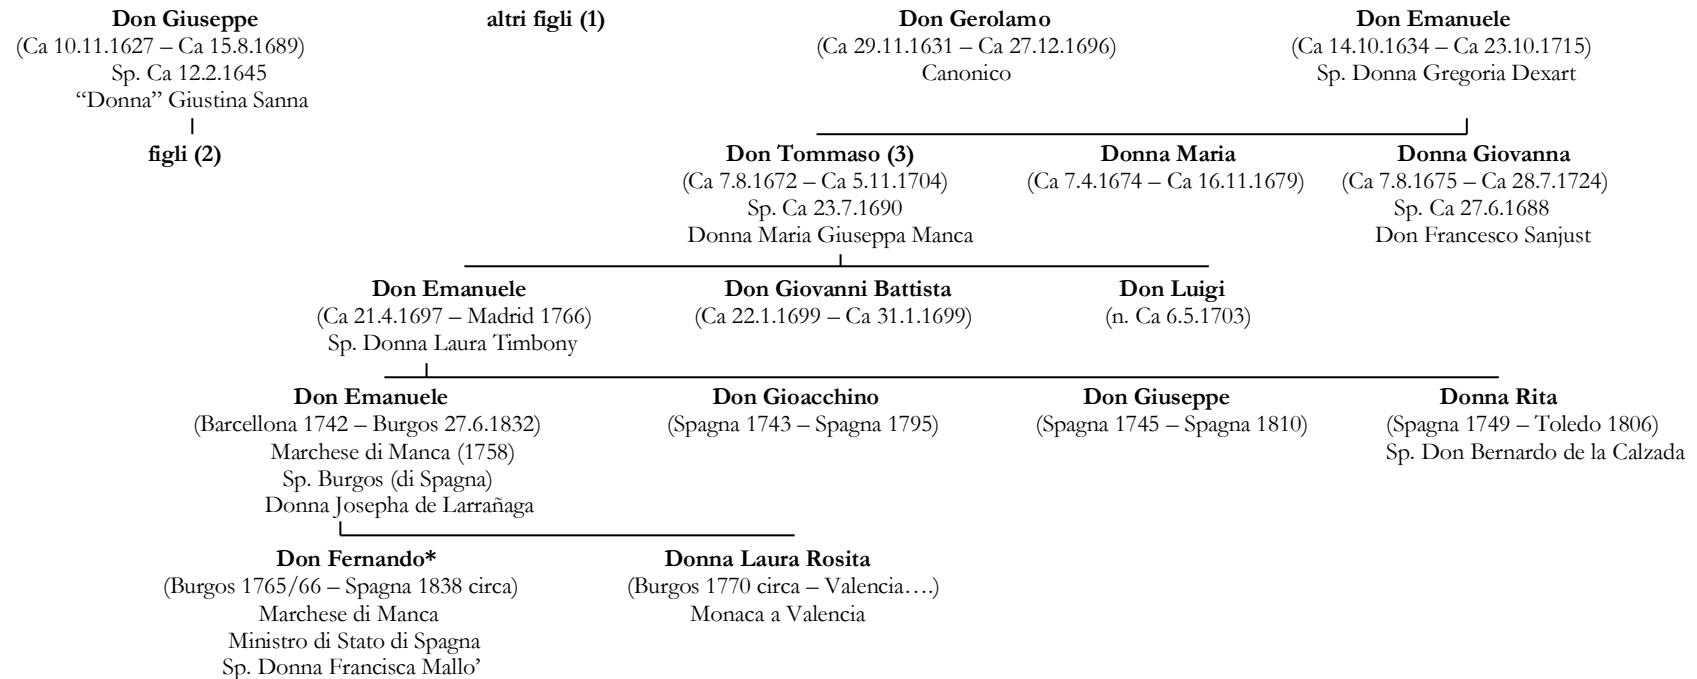 Don Giuseppe
(Ca 10.11.1627 – Ca 15.8.1689)
Sp. Ca 12.2.1645
“Donna” Giustina Sanna
altri figli (1)
Don Gerolamo
(Ca 29.11.1631 – Ca 27.12.1696)
Canonico
Don Emanuele
(Ca 14.10.1634 – Ca 23.10.1715)
Sp. Donna Gregoria Dexart
figli (2)
Don Tommaso (3)
(Ca 7.8.1672 – Ca 5.11.1704)
Sp. Ca 23.7.1690
Donna Maria Giuseppa Manca
Donna Maria
(Ca 7.4.1674 – Ca 16.11.1679)
Donna Giovanna
(Ca 7.8.1675 – Ca 28.7.1724)
Sp. Ca 27.6.1688
Don Francesco Sanjust
Don Emanuele
(Ca 21.4.1697 – Madrid 1766)
Sp. Donna Laura Timbony
Don Giovanni Battista
(Ca 22.1.1699 – Ca 31.1.1699)
Don Luigi
(n. Ca 6.5.1703)
Don Emanuele
(Barcellona 1742 – Burgos 27.6.1832)
Marchese di Manca (1758)
Sp. Burgos (di Spagna)
Donna Josepha de Larrañaga
Don Gioacchino
(Spagna 1743 – Spagna 1795)
Don Giuseppe
(Spagna 1745 – Spagna 1810)
Donna Rita
(Spagna 1749 – Toledo 1806)
Sp. Don Bernardo de la Calzada
Don Fernando*
(Burgos 1765/66 – Spagna 1838 circa)
Marchese di Manca
Ministro di Stato di Spagna
Sp. Donna Francisca Mallo’
Donna Laura Rosita
(Burgos 1770 circa – Valencia….)
Monaca a Valencia